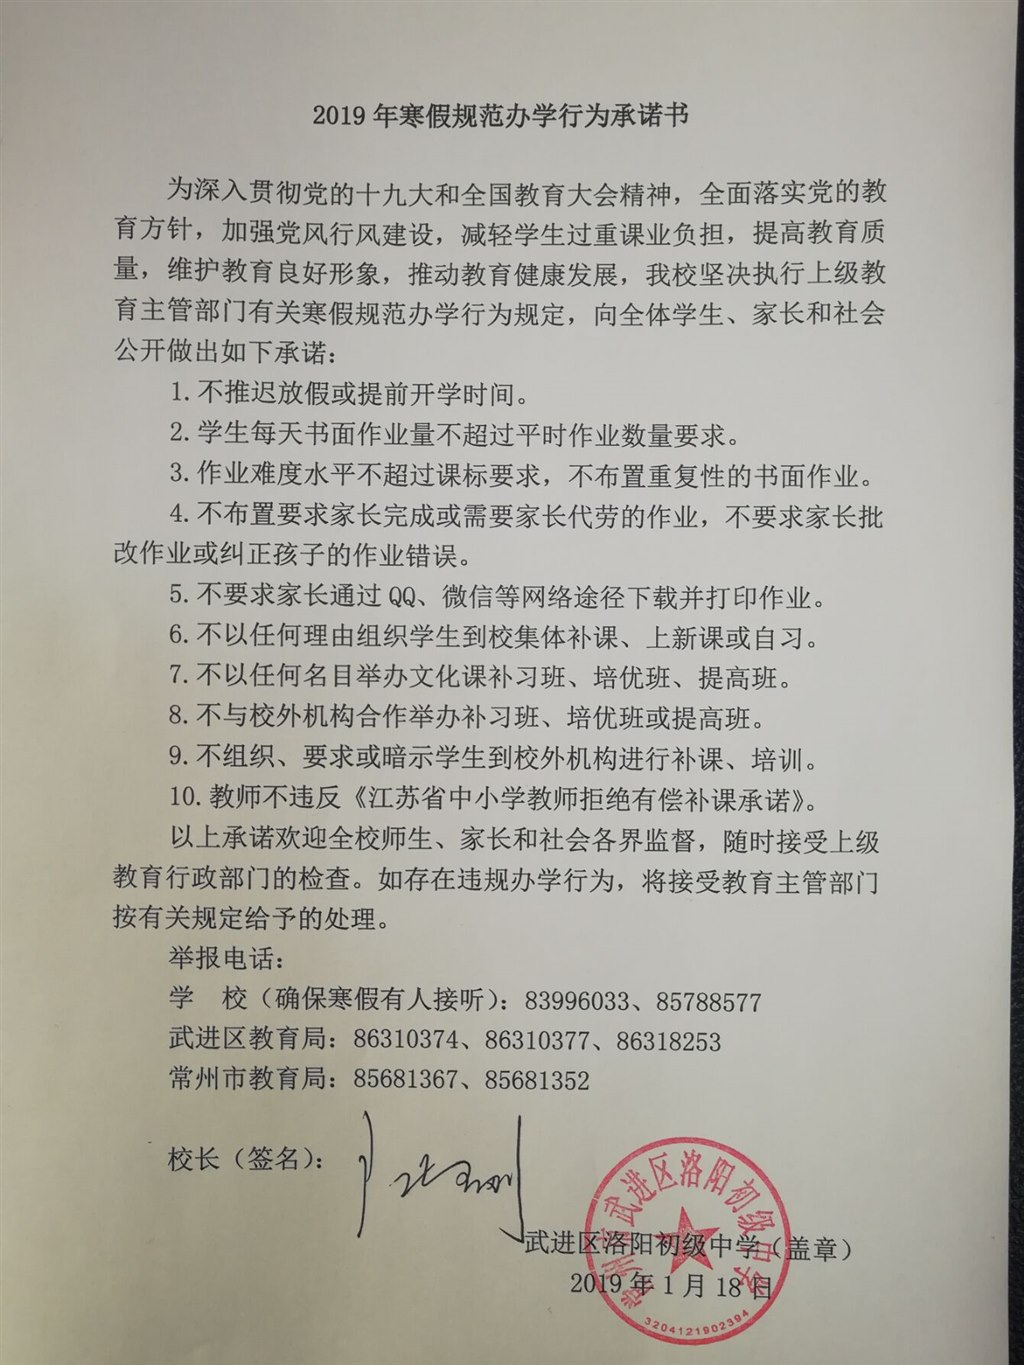 2019 年寒假规范办学行为承诺书
为深入贯彻党的十九大和全国教育大会精神，全面落实党的教
育方针，加强党风行风建设，减轻学生过重课业负担，提高教育质
量，维护教育良好形象，推动教育健康发展，我校坚决执行上级教
育主管部门有关寒假规范办学行为规定，向全体学生、家长和社会
公开做出如下承诺：
1.不推迟放假或提前开学时间。
2.学生每天书面作业量不超过平时作业数量要求。
3.作业难度水平不超过课标要求，不布置重复性的书面作业。
4.不布置要求家长完成或需要家长代劳的作业，不要求家长批
改作业或纠正孩子的作业错误。
5.不要求家长通过 QQ、微信等网络途径下载并打印作业。
6.不以任何理由组织学生到校集体补课、上新课或自习。
7.不以任何名目举办文化课补习班、培优班、提高班。
8.不与校外机构合作举办补习班、培优班或提高班。
9.不组织、要求或暗示学生到校外机构进行补课、培训。
10.教师不违反《江苏省中小学教师拒绝有偿补课承诺》。
以上承诺欢迎全校师生、家长和社会各界监督，随时接受上级
教育行政部门的检查。如存在违规办学行为，将接受教育主管部门
按有关规定给予的处理。
举报电话：
学　校（确保寒假有人接听）：83996033、85788577
武进区教育局：86310374、86310377、86318253
常州市教育局：85681367、85681352
校长（签名）：
武进区洛阳初级中学（盖章）
2019 年 1 月 18 日
常州市武进区洛阳初级中学
3204121902394